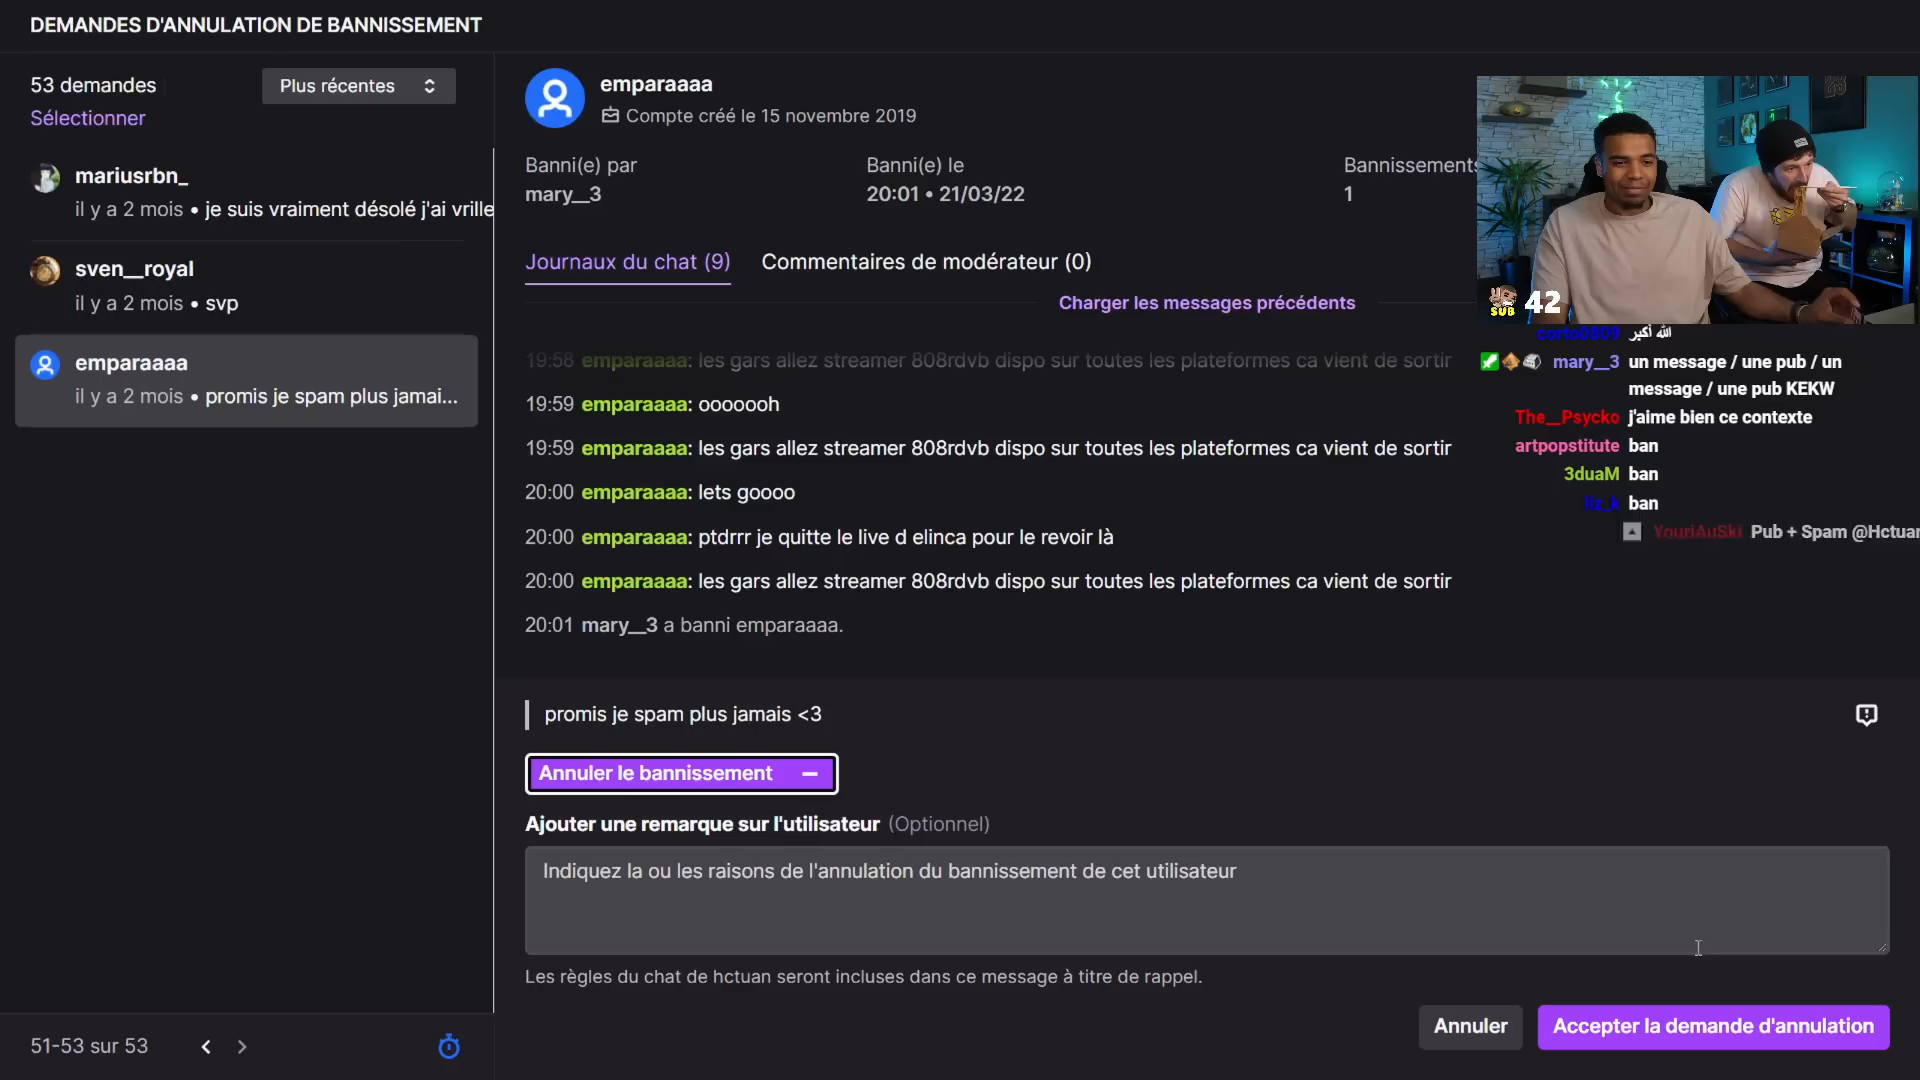 DEMANDES D'ANNULATION DE BANNISSEMENT
53 demandes
Plus récentes
Sélectionner
mariusrbn_
il y a 2 mois • je suis vraiment désolé j'ai vrille
sven__royal
il y a 2 mois • svp
emparaaaa
il y a 2 mois • promis je spam plus jamai...
51-53 sur 53
emparaaaa
Compte créé le 15 novembre 2019
Banni(e) par
mary__3
Banni(e) le
20:01 • 21/03/22
Bannissements
1
Journaux du chat (9)
Commentaires de modérateur (0)
Charger les messages précédents
19:58 emparaaaa: les gars allez streamer 808rdvb dispo sur toutes les plateformes ca vient de sortir
19:59 emparaaaa: ooooooh
19:59 emparaaaa: les gars allez streamer 808rdvb dispo sur toutes les plateformes ca vient de sortir
20:00 emparaaaa: lets goooo
20:00 emparaaaa: ptdrrr je quitte le live d elinca pour le revoir là
20:00 emparaaaa: les gars allez streamer 808rdvb dispo sur toutes les plateformes ca vient de sortir
20:01 mary__3 a banni emparaaaa.
promis je spam plus jamais <3
Annuler le bannissement
Ajouter une remarque sur l'utilisateur (Optionnel)
Indiquez la ou les raisons de l'annulation du bannissement de cet utilisateur
Les règles du chat de hctuan seront incluses dans ce message à titre de rappel.
Annuler
Accepter la demande d'annulation
23
SUB 42
corto0809 الله أكبر
mary__3 un message / une pub / un
message / une pub KEKW
The__Psycko j'aime bien ce contexte
artpopstitute ban
3duaM ban
liz_k ban
YouriAuSki Pub + Spam @Hctuan